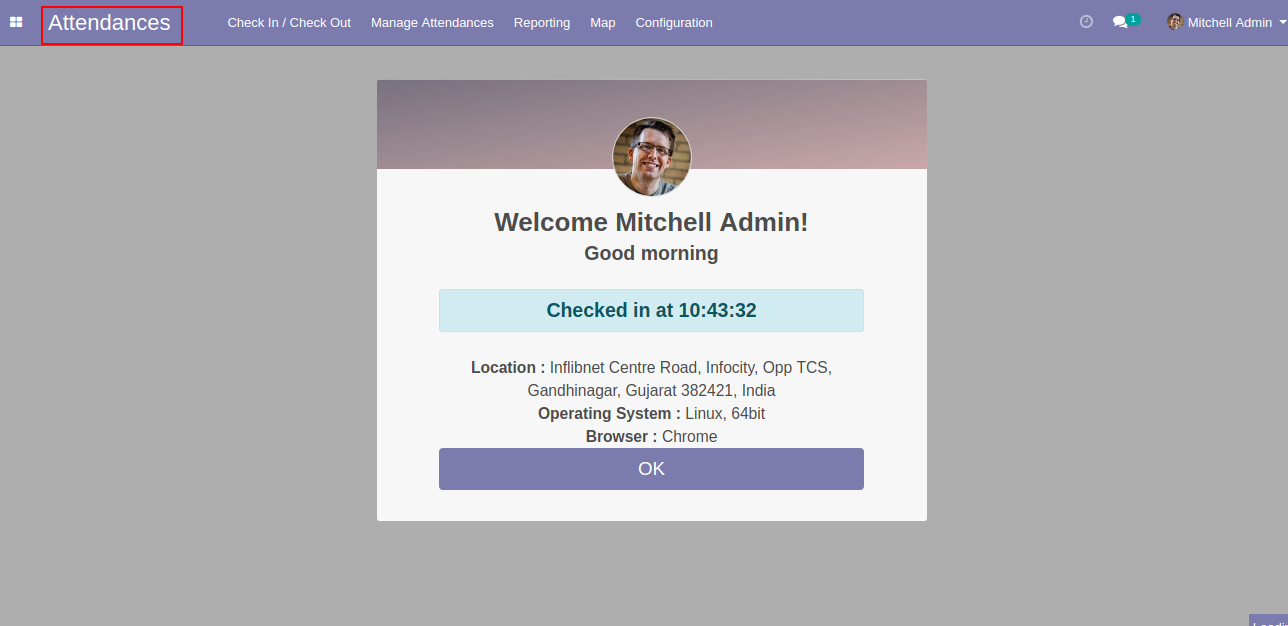 Attendances
Check In / Check Out
Manage Attendances
Reporting
Map
Configuration
1
Mitchell Admin
Welcome Mitchell Admin!
Good morning
Checked in at 10:43:32
Location : Inflibnet Centre Road, Infocity, Opp TCS,
Gandhinagar, Gujarat 382421, India
Operating System : Linux, 64bit
Browser : Chrome
OK